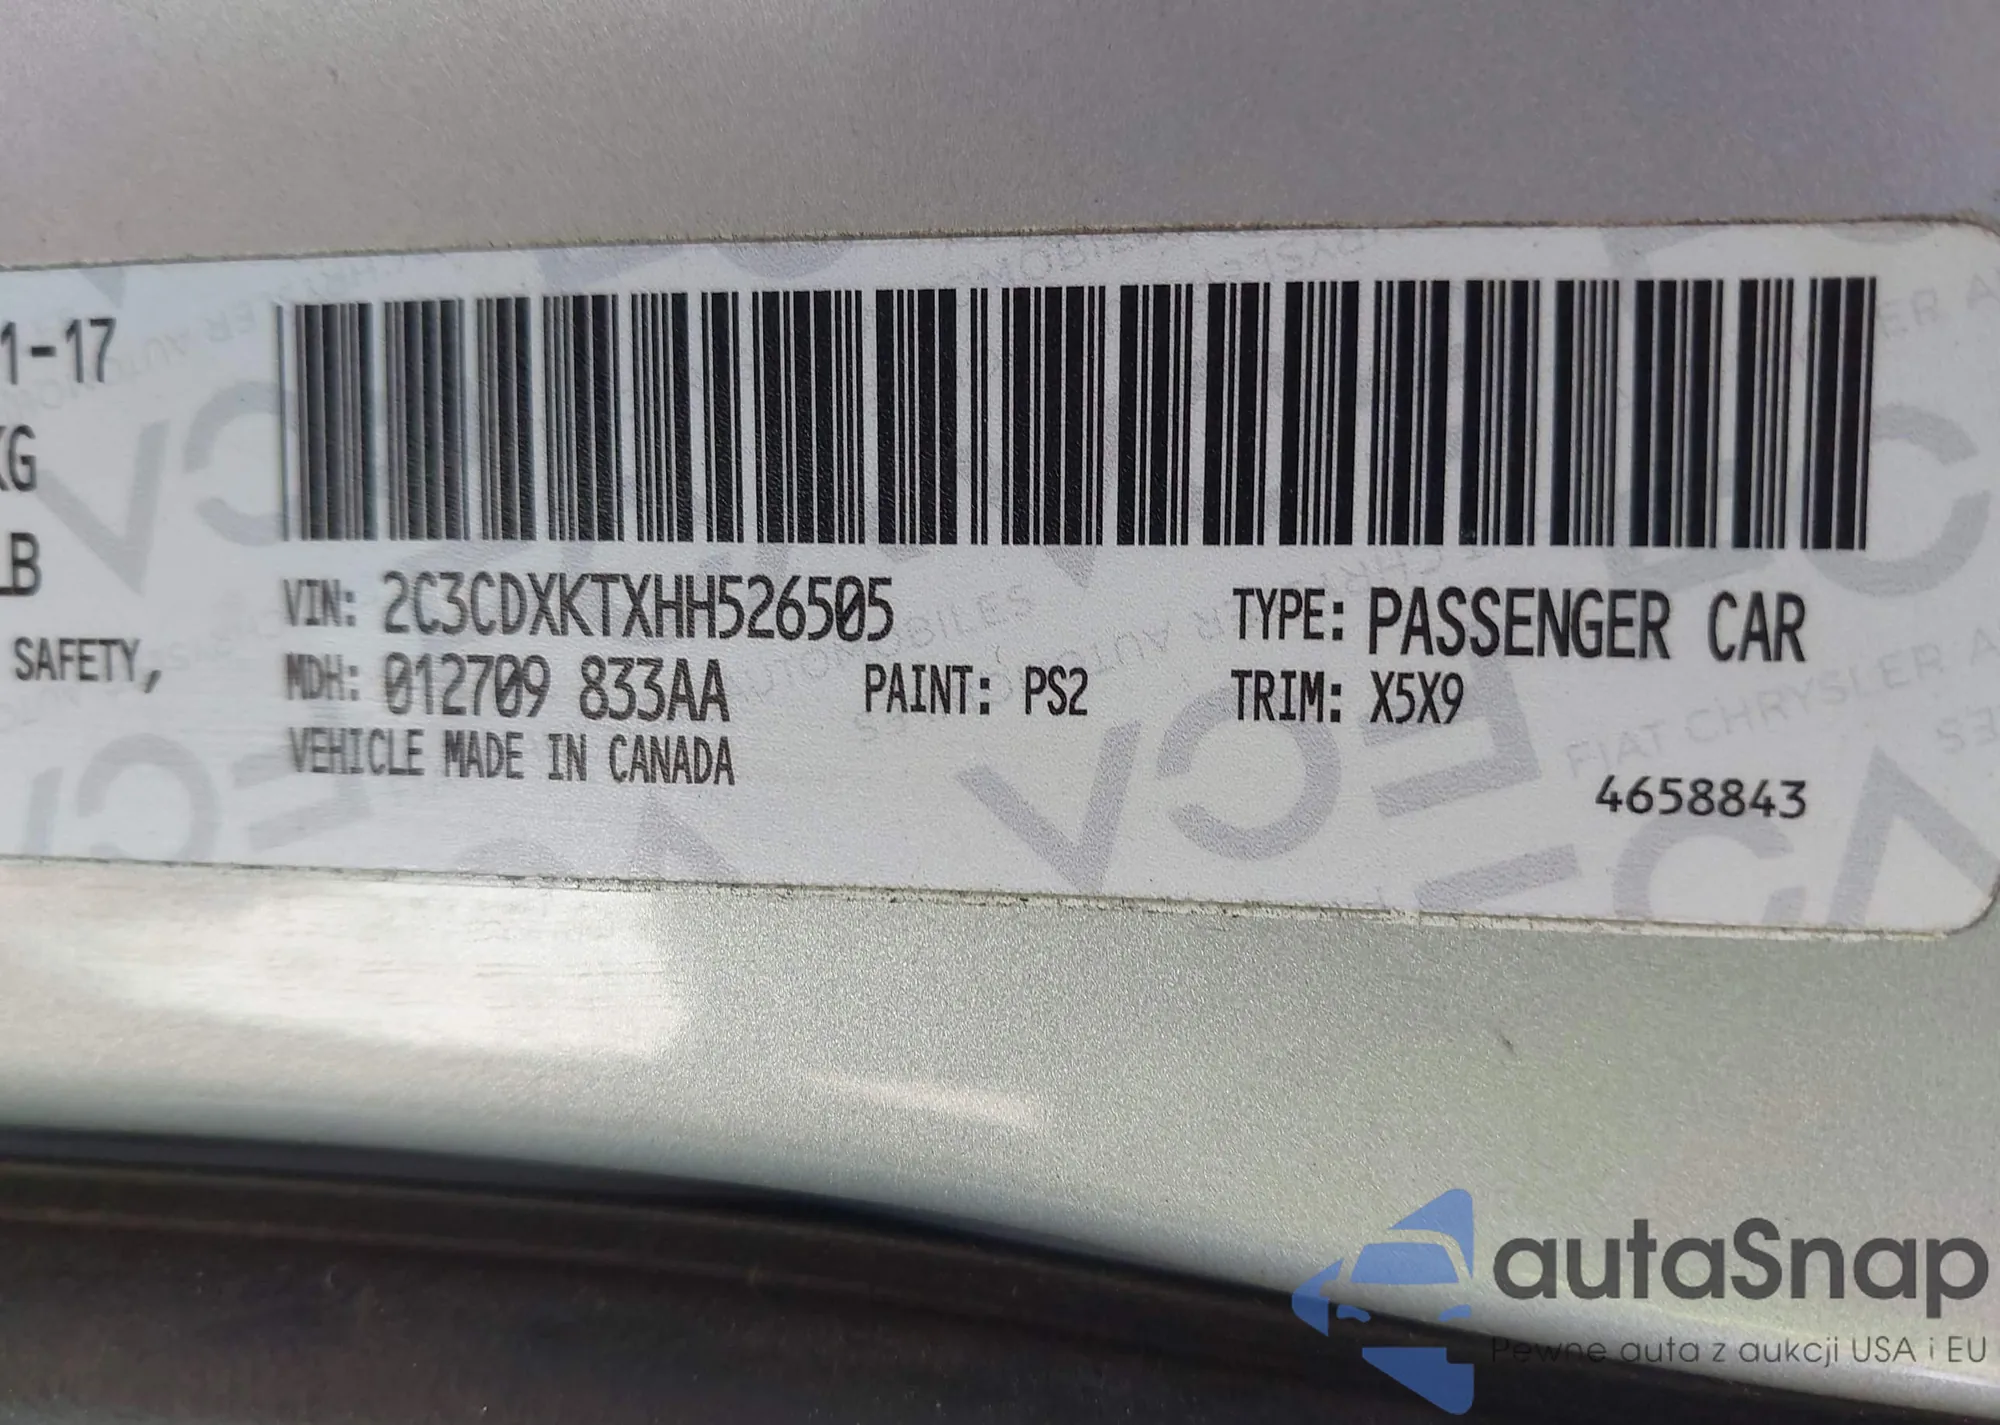 1-17
KG
LB
SAFETY,
VIN: 2C3CDXKTXHH526505 TYPE: PASSENGER CAR
MDH: 012709 833AA PAINT: PS2 TRIM: X5X9
VEHICLE MADE IN CANADA
4658843
autaSnap
Pewne auta z aukcji USA i EU